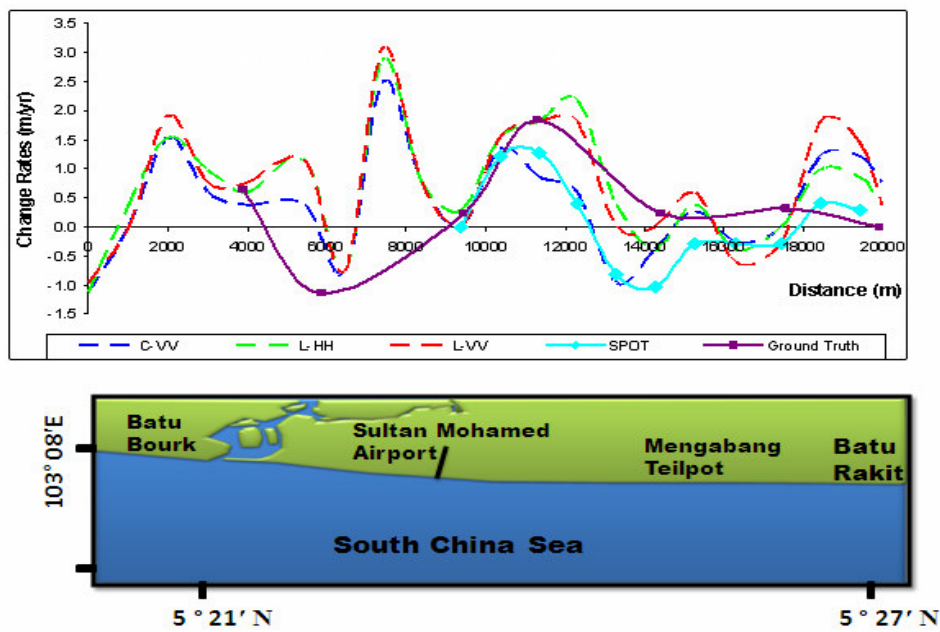 3.5
3.0
2.5
2.0
1.5
1.0
0.5
0.0
-0.5
-1.0
-1.5
Change Rates (m/yr)
0 2000 4000 6000 8000 10000 12000 14000 16000 18000 20000
Distance (m)
C-VV L-HH L-VV SPOT Ground Truth
Batu
Bourk
Sultan Mohamed
Airport
Mengabang
Teilpot
Batu
Rakit
103° 08'E
South China Sea
5 ° 21' N 5 ° 27' N